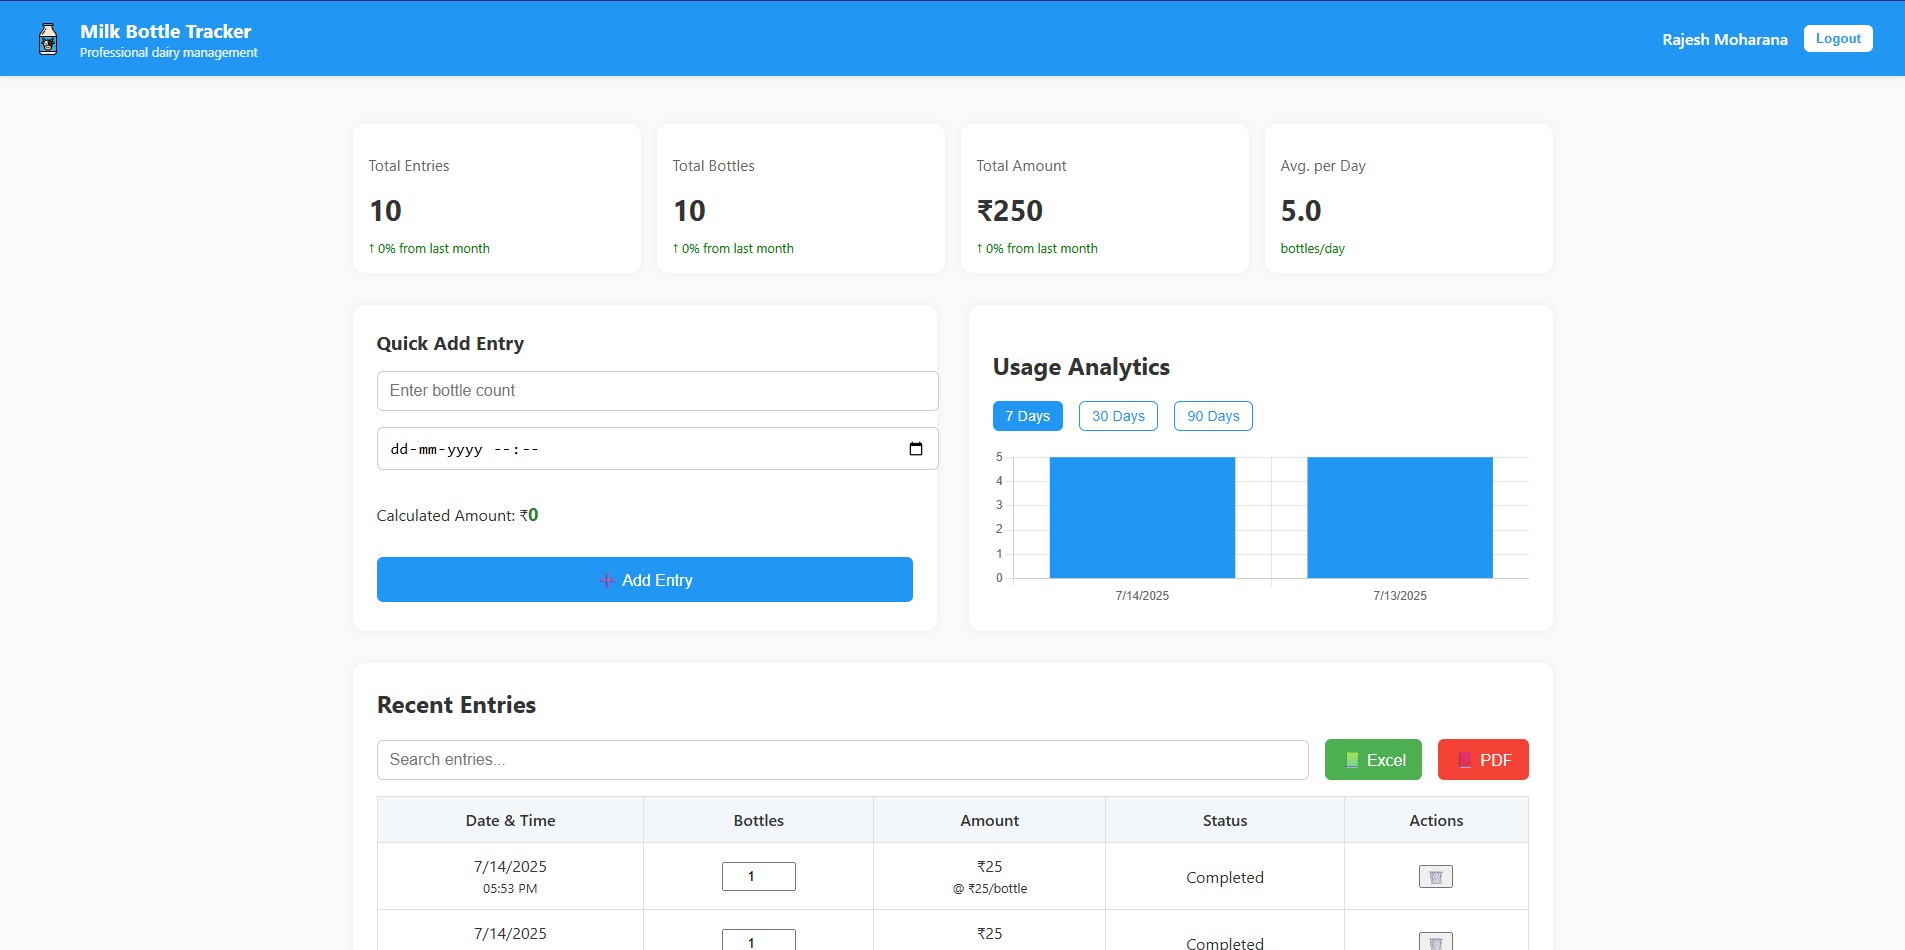 Milk Bottle Tracker
Professional dairy management
Rajesh Moharana
Logout
Total Entries
10
↑ 0% from last month
Total Bottles
10
↑ 0% from last month
Total Amount
₹250
↑ 0% from last month
Avg. per Day
5.0
bottles/day
Quick Add Entry
Enter bottle count
dd-mm-yyyy --:--
Calculated Amount: ₹0
Add Entry
Usage Analytics
7 Days 30 Days 90 Days
5
4
3
2
1
0
7/14/2025 7/13/2025
Recent Entries
Search entries...
Excel
PDF
Date & Time Bottles Amount Status Actions
7/14/2025 1 ₹25 Completed
05:53 PM @ ₹25/bottle
7/14/2025 1 ₹25 Completed